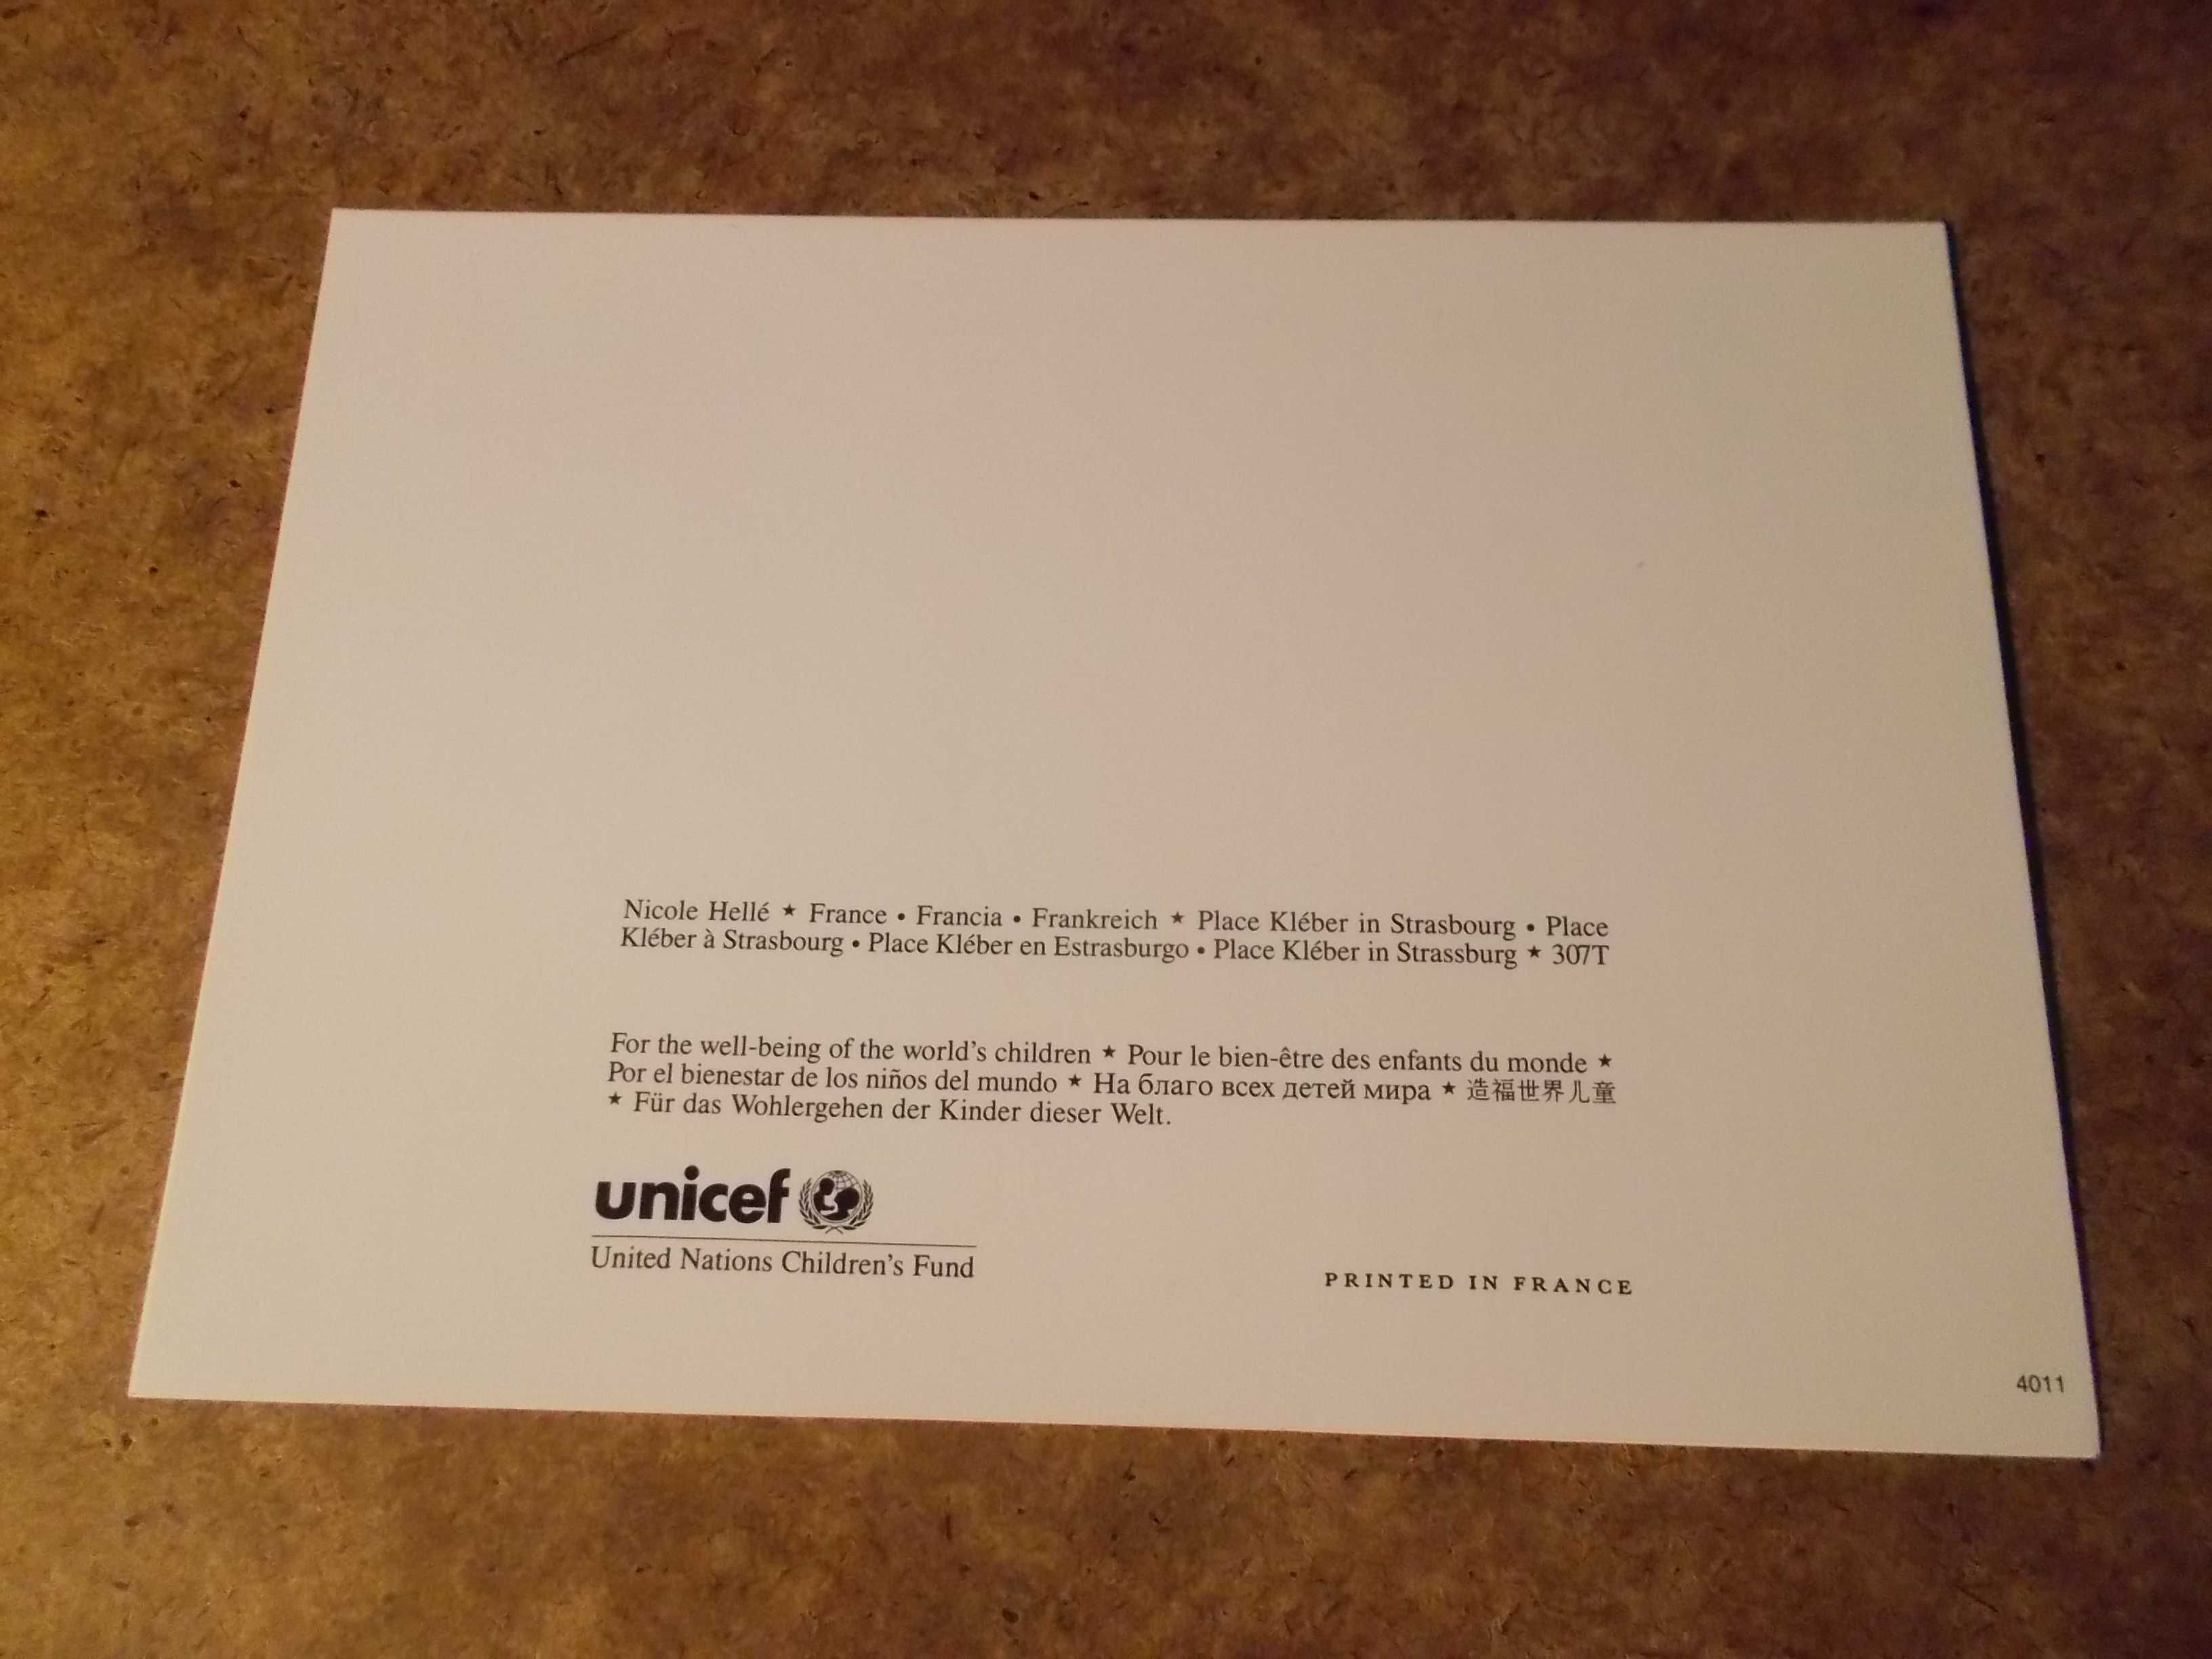 Nicole Hellé ★ France • Francia • Frankreich ★ Place Kléber in Strasbourg • Place
Kléber à Strasbourg • Place Kléber en Estrasburgo • Place Kléber in Strassburg ★ 307T
For the well-being of the world's children ★ Pour le bien-être des enfants du monde ★
Por el bienestar de los niños del mundo ★ На благо всех детей мира ★ 造福世界儿童
★ Für das Wohlergehen der Kinder dieser Welt.
unicef
United Nations Children's Fund
PRINTED IN FRANCE
4011